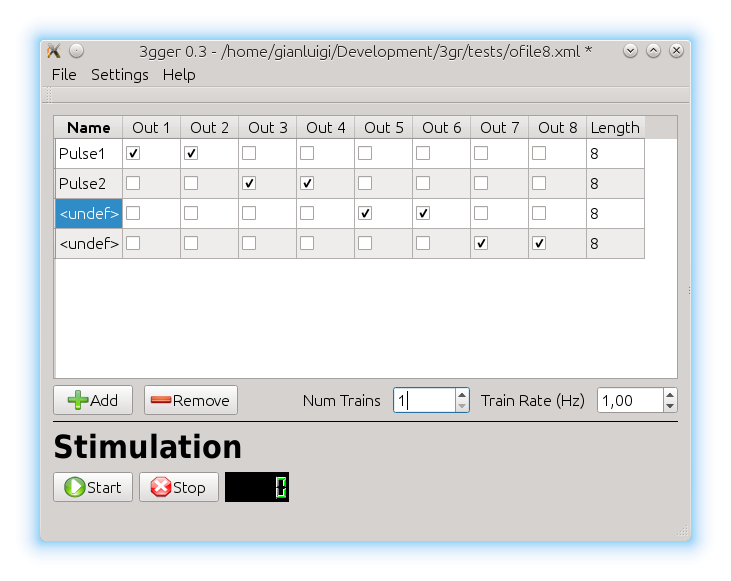 3gger 0.3 - /home/gianluigi/Development/3gr/tests/ofile8.xml *
File Settings Help
Name Out 1 Out 2 Out 3 Out 4 Out 5 Out 6 Out 7 Out 8 Length
Pulse1 8
Pulse2 8
<undef> 8
<undef> 8
Add Remove Num Trains 1 Train Rate (Hz) 1,00
Stimulation
Start Stop 0